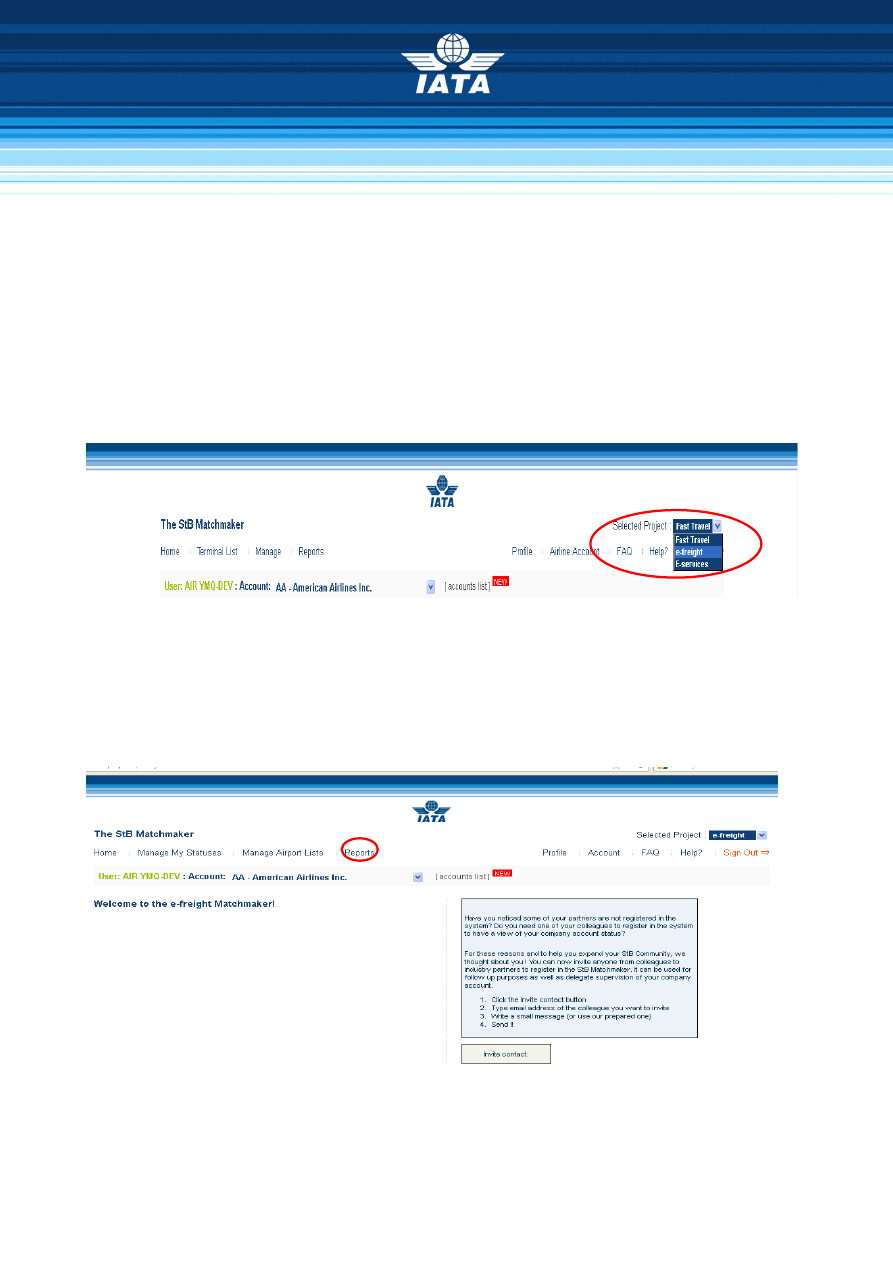 IATA
IATA
The StB Matchmaker
Selected Project : Fast Travel
Fast Travel
e-freight
E-services
Home Terminal List Manage Reports Profile Airline Account FAQ Help?
User: AIR YMQ-DEV : Account: AA - American Airlines Inc. [ accounts list ] NEW
IATA
The StB Matchmaker
Selected Project : e-freight
Home Manage My Statuses Manage Airport Lists Reports Profile Account FAQ Help? Sign Out ⇒
User: AIR YMQ-DEV : Account: AA - American Airlines Inc. [ accounts list ] NEW
Welcome to the e-freight Matchmaker!
Have you noticed some of your partners are not registered in the
system? Do you need one of your colleagues to register in the system
to have a view of your company account status?
For these reasons and to help you expand your StB Community, we
thought about you ! You can now invite anyone from colleagues to
industry partners to register in the StB Matchmaker. It can be used for
follow up purposes as well as delegate supervision of your company
account.
1. Click the invite contact button
2. Type email address of the colleague you want to invite
3. Write a small message (or use our prepared one)
4. Send !!
Invite contact: